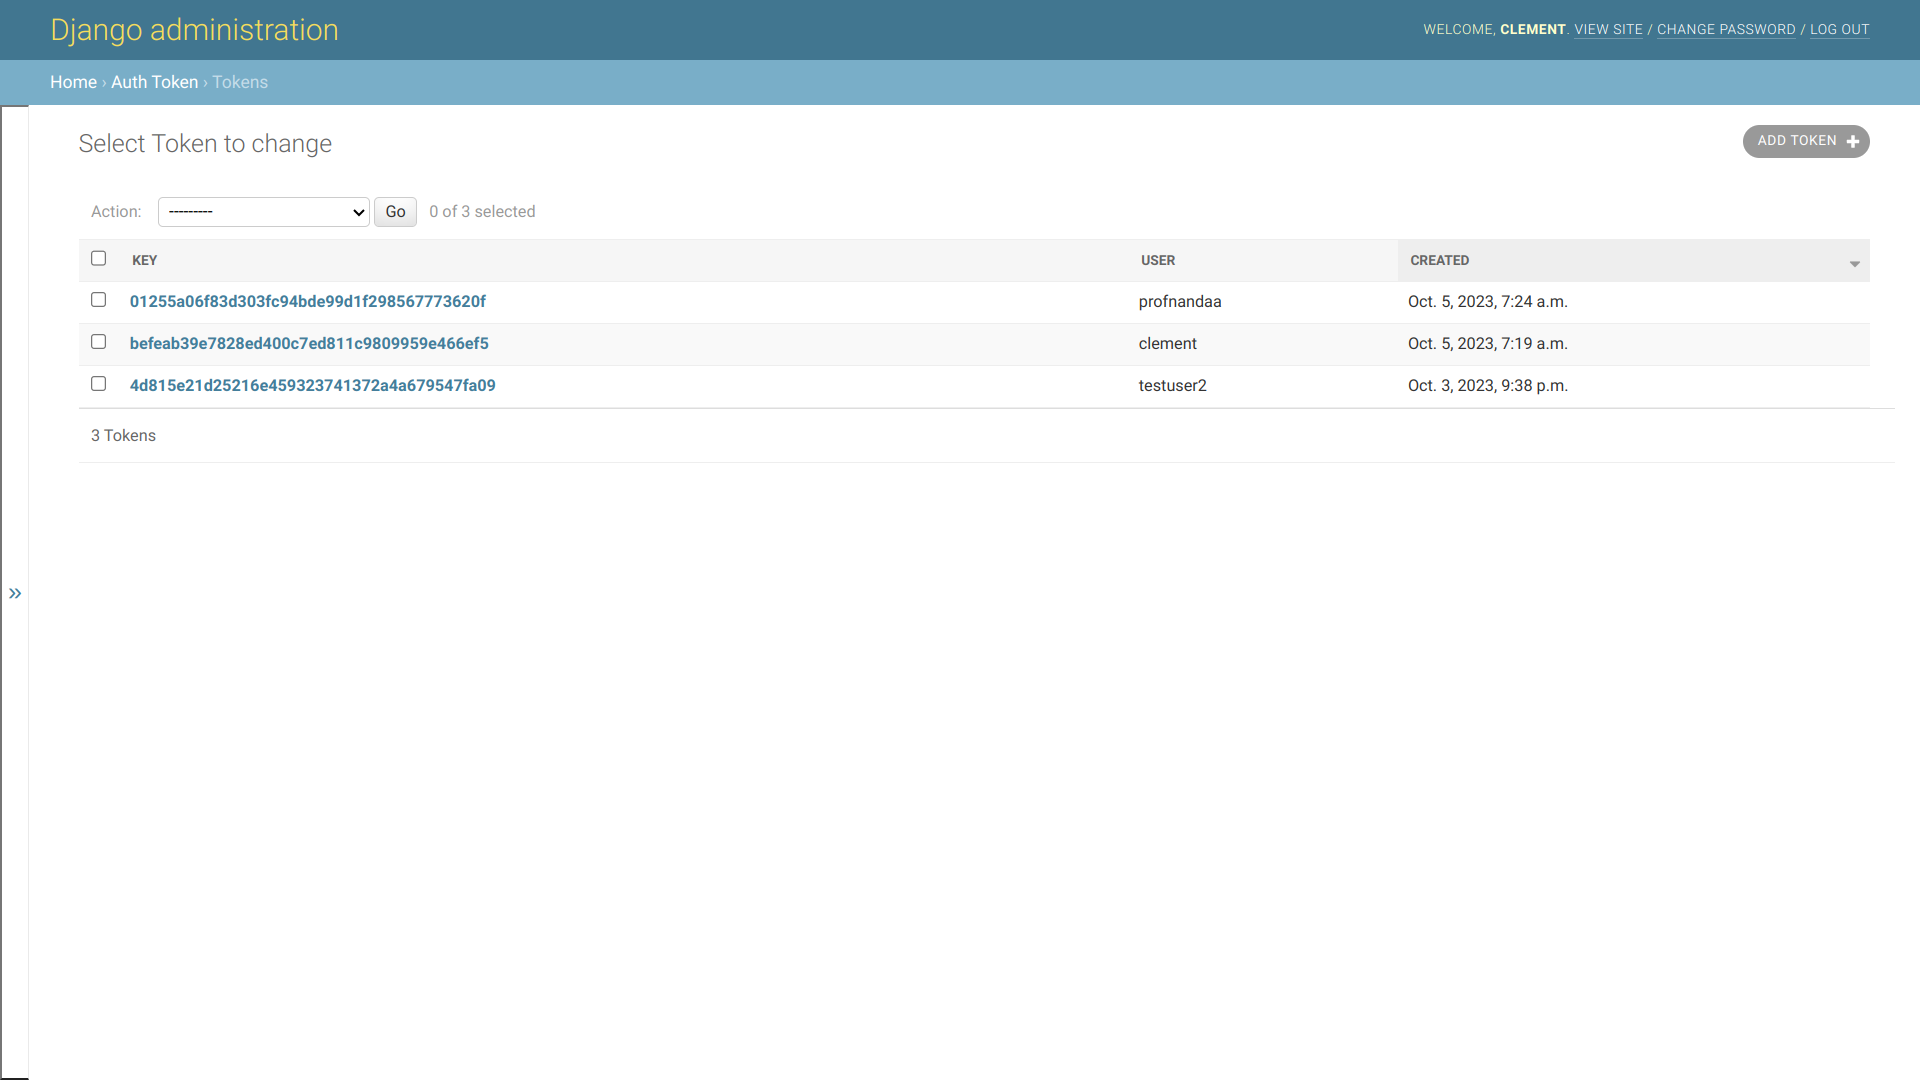 Django administration
WELCOME, CLEMENT. VIEW SITE / CHANGE PASSWORD / LOG OUT
Home › Auth Token › Tokens
Select Token to change
ADD TOKEN
Action: --------- Go 0 of 3 selected
KEY USER CREATED
01255a06f83d303fc94bde99d1f298567773620f profnandaa Oct. 5, 2023, 7:24 a.m.
befeab39e7828ed400c7ed811c9809959e466ef5 clement Oct. 5, 2023, 7:19 a.m.
4d815e21d25216e459323741372a4a679547fa09 testuser2 Oct. 3, 2023, 9:38 p.m.
3 Tokens
»